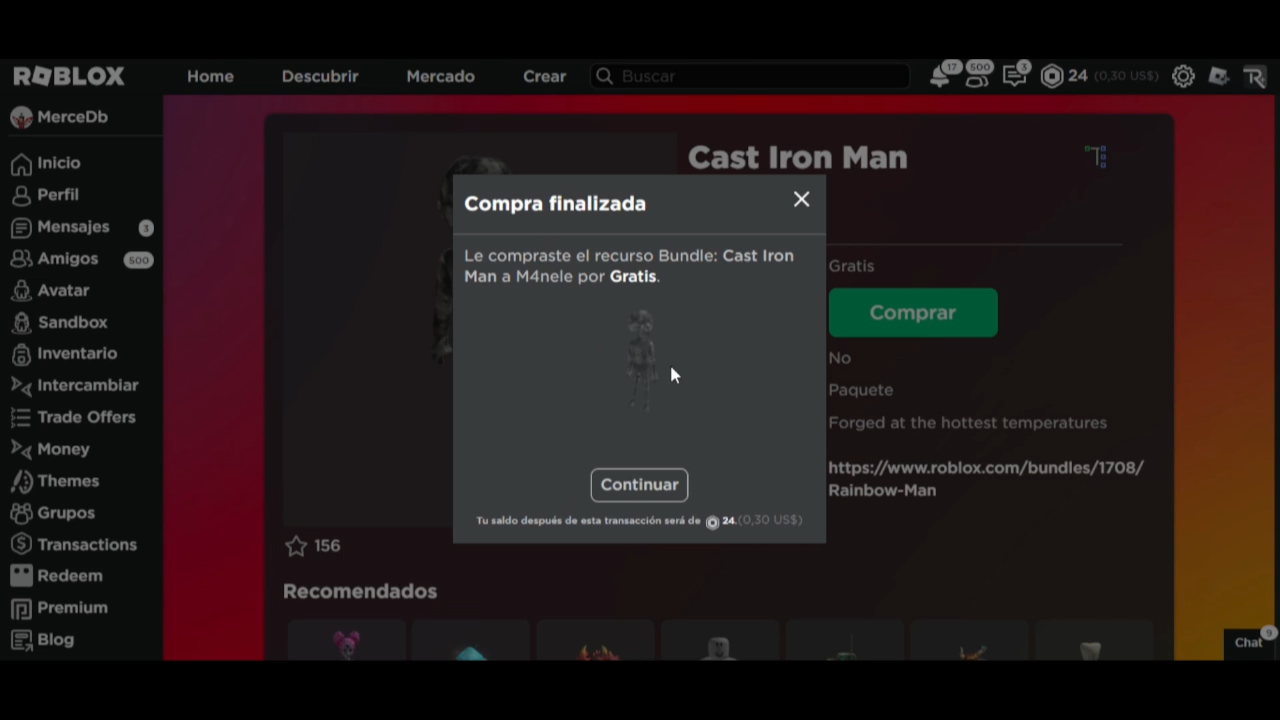 ROBLOX Home Descubrir Mercado Crear Buscar 17 500 3 24 (0,30 US$)
MerceDb
Inicio
Perfil
Mensajes 3
Amigos 500
Avatar
Sandbox
Inventario
Intercambiar
Trade Offers
Money
Themes
Grupos
Transactions
Redeem
Premium
Blog
Cast Iron Man
Compra finalizada
Le compraste el recurso Bundle: Cast Iron
Man a M4nele por Gratis.
Continuar
Tu saldo después de esta transacción será de 24.(0,30 US$)
Gratis
Comprar
No
Paquete
Forged at the hottest temperatures
https://www.roblox.com/bundles/1708/
Rainbow-Man
156
Recomendados
Chat 9